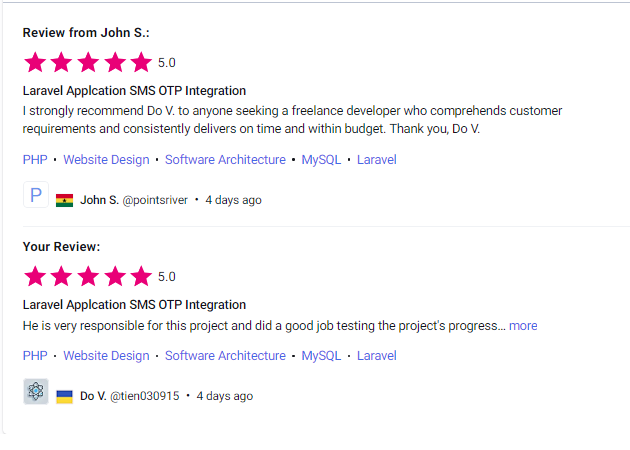 Review from John S.:
5.0
Laravel Applcation SMS OTP Integration
I strongly recommend Do V. to anyone seeking a freelance developer who comprehends customer
requirements and consistently delivers on time and within budget. Thank you, Do V.
PHP • Website Design • Software Architecture • MySQL • Laravel
P John S. @pointsriver • 4 days ago
Your Review:
5.0
Laravel Applcation SMS OTP Integration
He is very responsible for this project and did a good job testing the project's progress... more
PHP • Website Design • Software Architecture • MySQL • Laravel
Do V. @tien030915 • 4 days ago